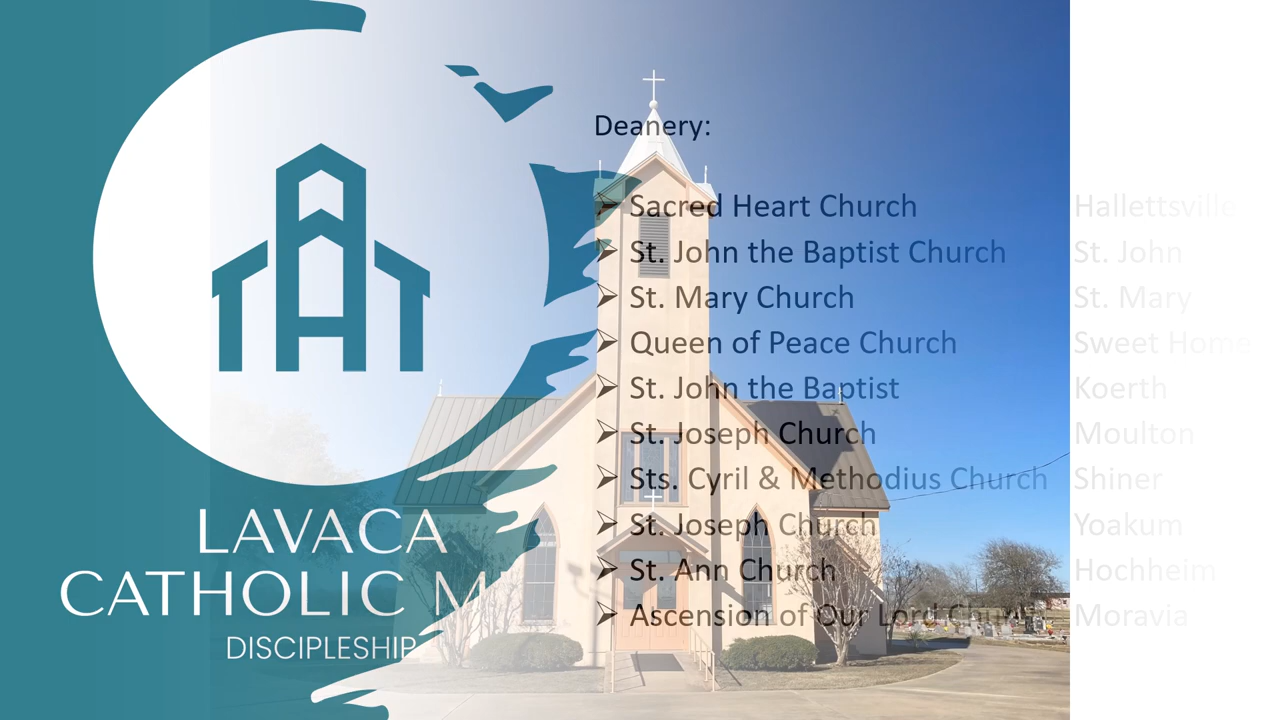 Deanery:
Sacred Heart Church Hallettsville
St. John the Baptist Church St. John
St. Mary Church St. Mary
Queen of Peace Church Sweet Home
St. John the Baptist Koerth
St. Joseph Church Moulton
Sts. Cyril & Methodius Church Shiner
St. Joseph Church Yoakum
St. Ann Church Hochheim
Ascension of Our Lord Church Moravia
LAVACA
CATHOLIC M
DISCIPLESHIP